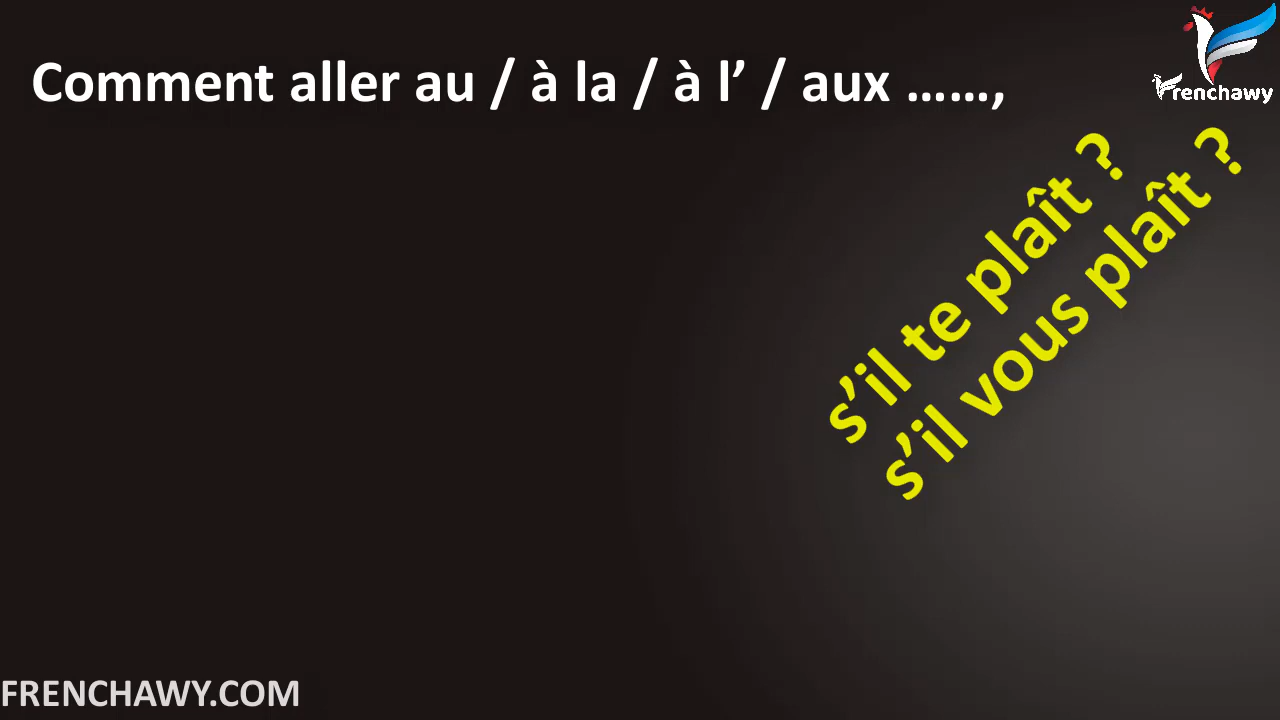 Comment aller au / à la / à l’ / aux ……,
Frenchawy
s’il te plaît ?
s’il vous plaît ?
FRENCHAWY.COM